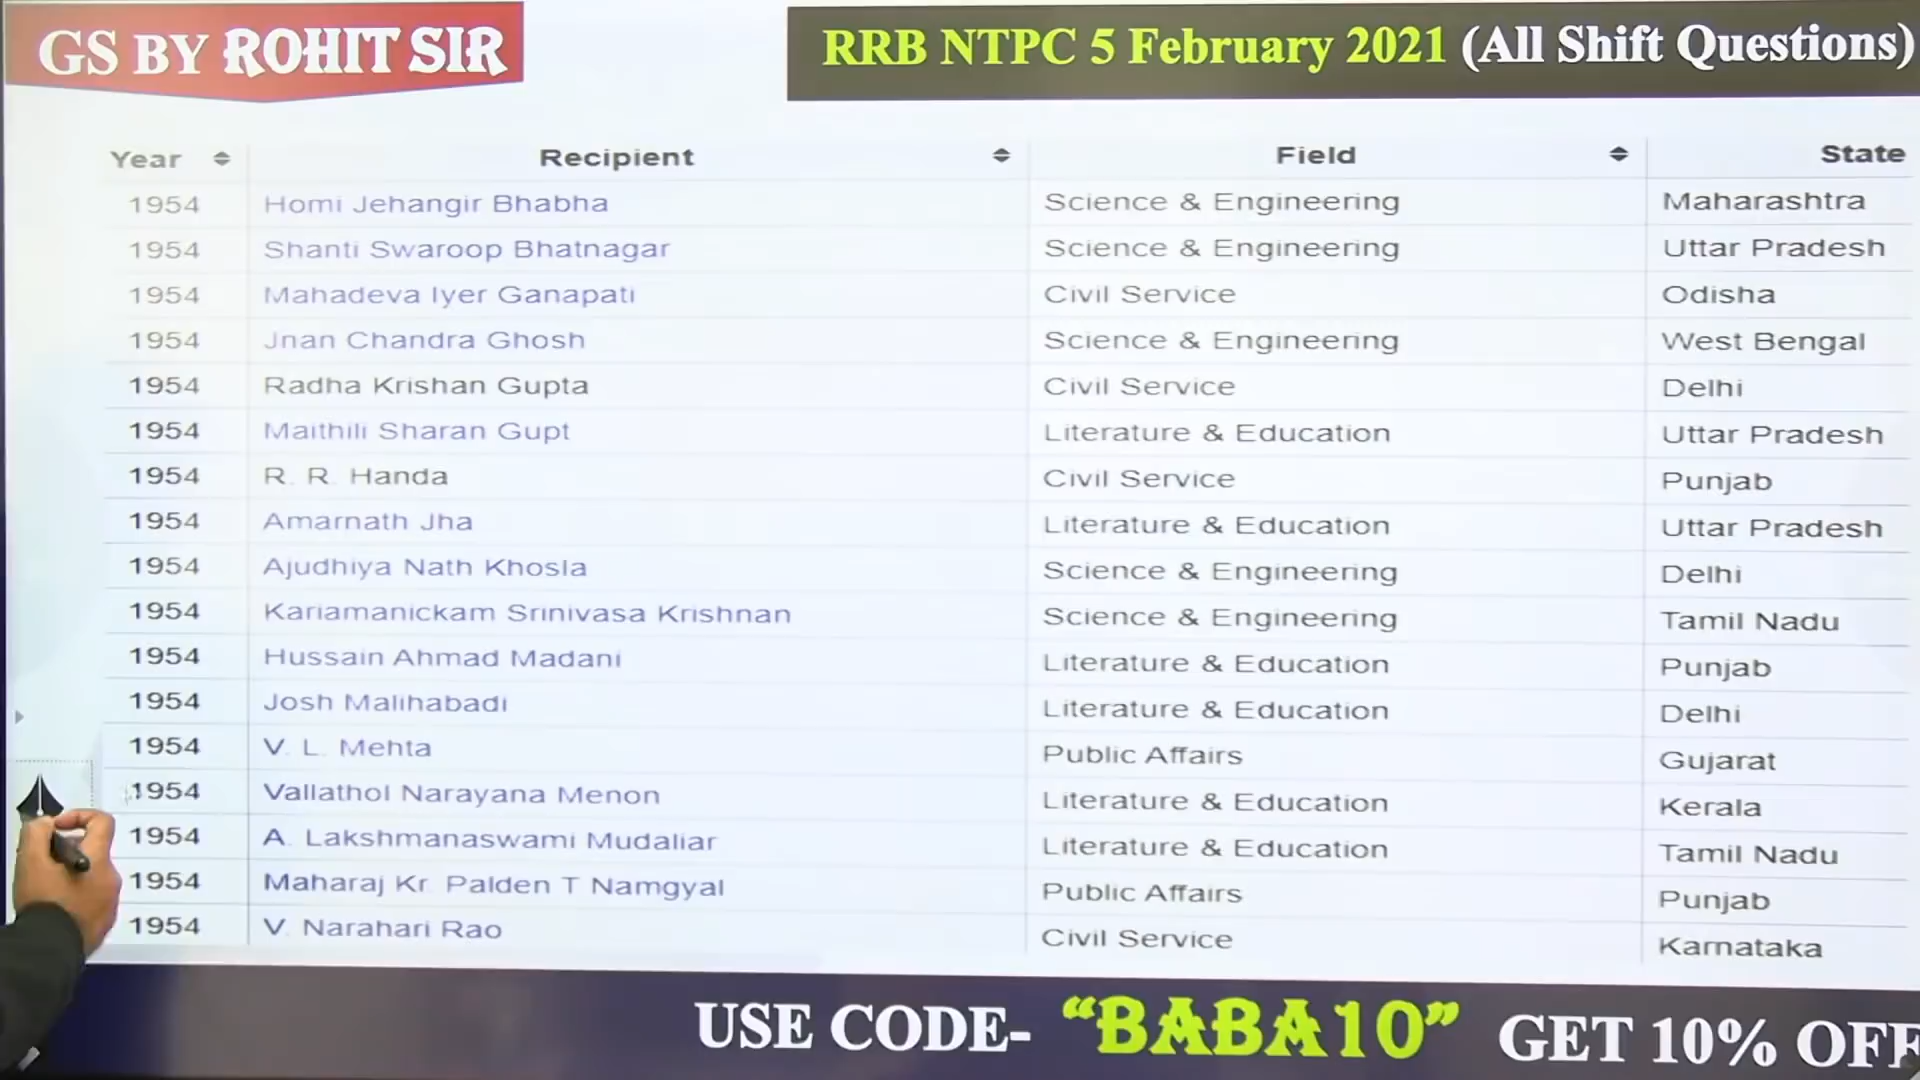 GS BY ROHIT SIR
RRB NTPC 5 February 2021 (All Shift Questions)
Year Recipient Field State
1954 Homi Jehangir Bhabha Science & Engineering Maharashtra
1954 Shanti Swaroop Bhatnagar Science & Engineering Uttar Pradesh
1954 Mahadeva Iyer Ganapati Civil Service Odisha
1954 Jnan Chandra Ghosh Science & Engineering West Bengal
1954 Radha Krishan Gupta Civil Service Delhi
1954 Maithili Sharan Gupt Literature & Education Uttar Pradesh
1954 R. R. Handa Civil Service Punjab
1954 Amarnath Jha Literature & Education Uttar Pradesh
1954 Ajudhiya Nath Khosla Science & Engineering Delhi
1954 Kariamanickam Srinivasa Krishnan Science & Engineering Tamil Nadu
1954 Hussain Ahmad Madani Literature & Education Punjab
1954 Josh Malihabadi Literature & Education Delhi
1954 V. L. Mehta Public Affairs Gujarat
1954 Vallathol Narayana Menon Literature & Education Kerala
1954 A. Lakshmanaswami Mudaliar Literature & Education Tamil Nadu
1954 Maharaj Kr. Palden T Namgyal Public Affairs Punjab
1954 V. Narahari Rao Civil Service Karnataka
USE CODE- “BABA10” GET 10% OFF